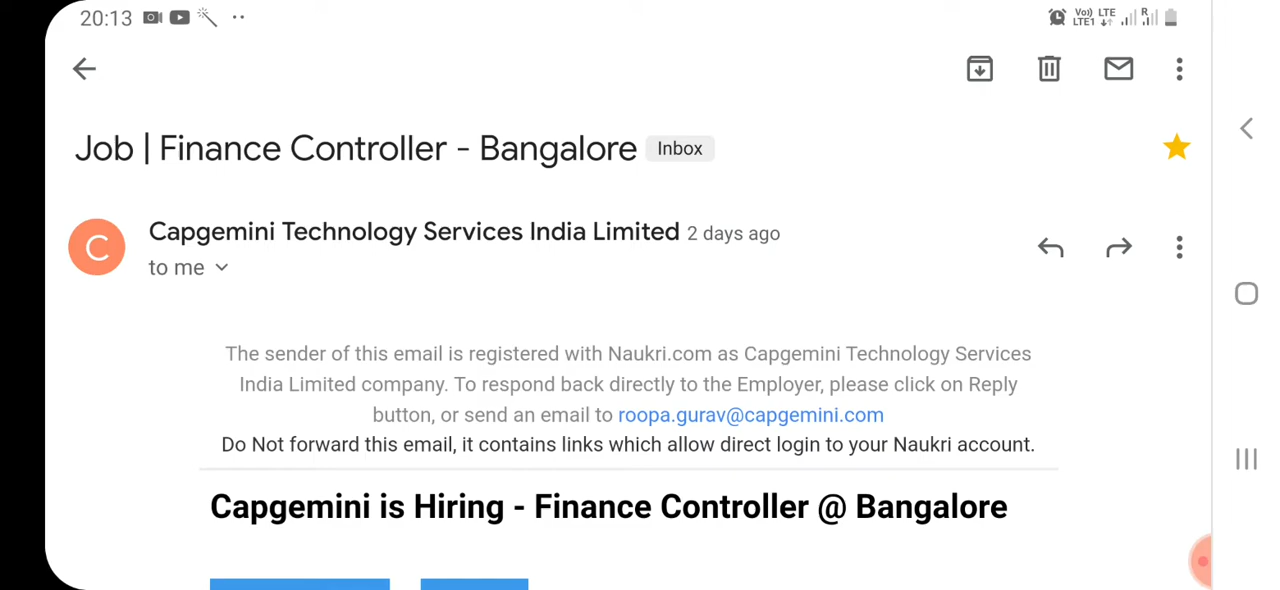 20:13
Vo) LTE R
LTE1
Job | Finance Controller - Bangalore Inbox
C
Capgemini Technology Services India Limited 2 days ago
to me
The sender of this email is registered with Naukri.com as Capgemini Technology Services
India Limited company. To respond back directly to the Employer, please click on Reply
button, or send an email to roopa.gurav@capgemini.com
Do Not forward this email, it contains links which allow direct login to your Naukri account.
Capgemini is Hiring - Finance Controller @ Bangalore